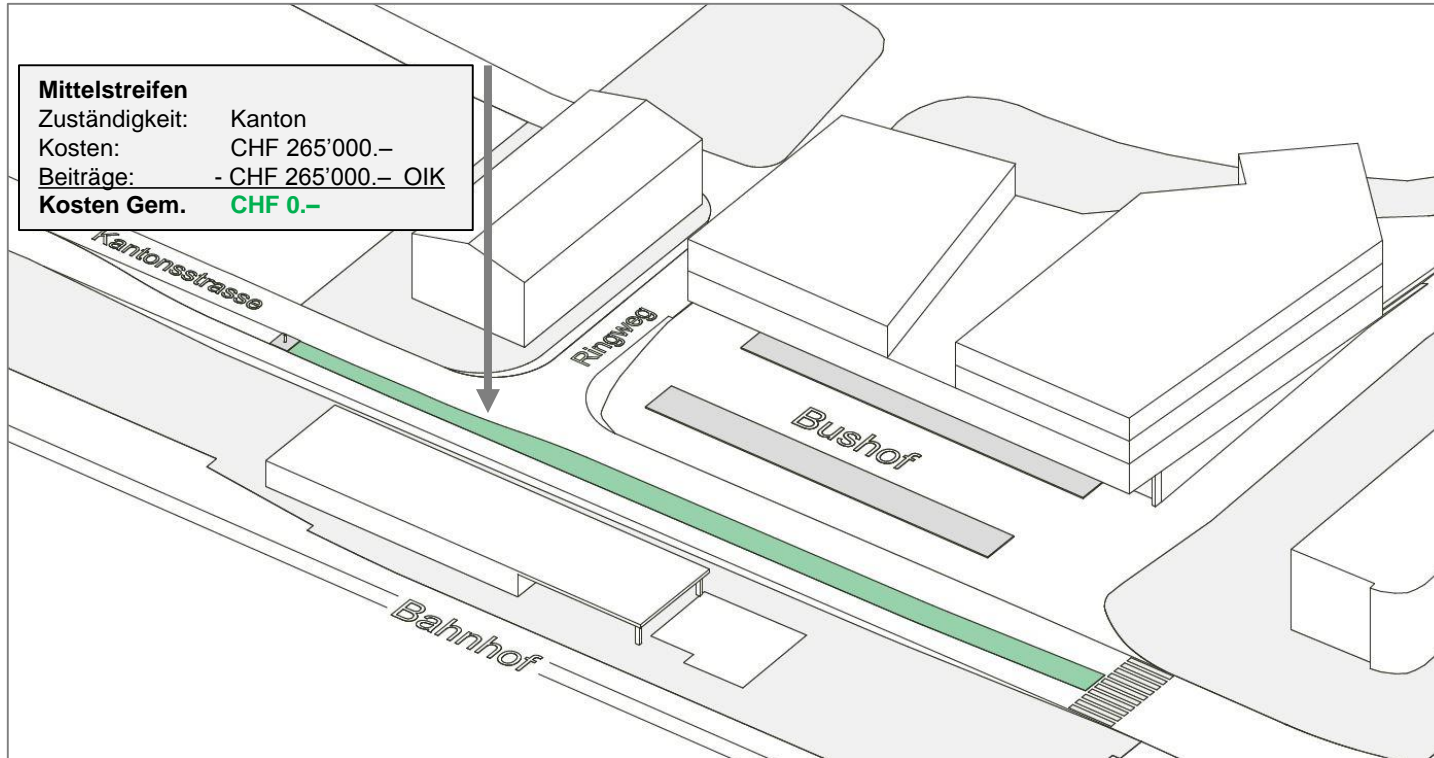 Mittelstreifen
Zuständigkeit: Kanton
Kosten: CHF 265’000.–
Beiträge: - CHF 265’000.– OIK
Kosten Gem. CHF 0.–
Kantonsstrasse
Ringweg
Bushof
Bahnhof